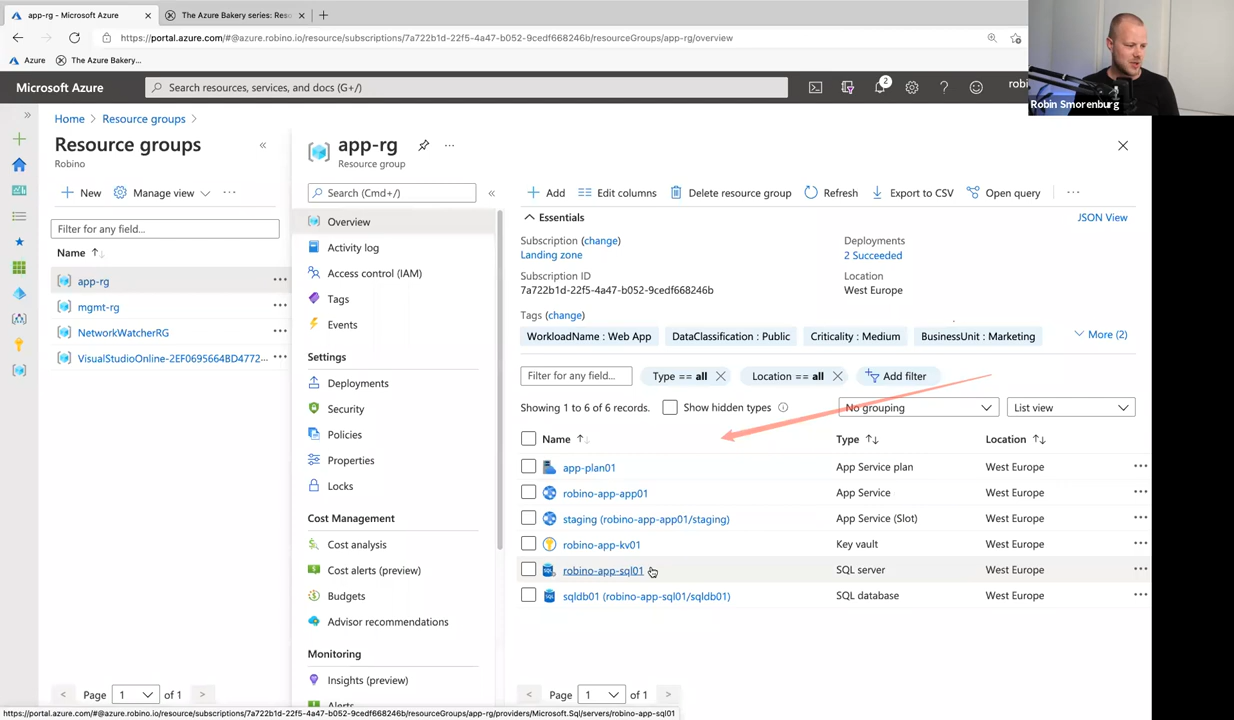 app-rg - Microsoft Azure
The Azure Bakery series: Res
https://portal.azure.com/#@azure.robino.io/resource/subscriptions/7a722b1d-22f5-4a47-b052-9cedf668246b/resourceGroups/app-rg/overview
Azure
The Azure Bakery...
Microsoft Azure
Search resources, services, and docs (G+/)
2
robin
Robin Smorenburg
Home > Resource groups >
Resource groups
Robino
New
Manage view
...
Filter for any field...
Name
app-rg
mgmt-rg
NetworkWatcherRG
VisualStudioOnline-2EF0695664BD4772...
< Page 1 of 1 >
app-rg
Resource group
Search (Cmd+/)
Overview
Activity log
Access control (IAM)
Tags
Events
Settings
Deployments
Security
Policies
Properties
Locks
Cost Management
Cost analysis
Cost alerts (preview)
Budgets
Advisor recommendations
Monitoring
Insights (preview)
Alerts
Add
Edit columns
Delete resource group
Refresh
Export to CSV
Open query
...
Essentials
JSON View
Subscription (change)
Landing zone
Deployments
2 Succeeded
Subscription ID
7a722b1d-22f5-4a47-b052-9cedf668246b
Location
West Europe
Tags (change)
WorkloadName : Web App
DataClassification : Public
Criticality : Medium
BusinessUnit : Marketing
More (2)
Filter for any field...
Type == all
Location == all
Add filter
Showing 1 to 6 of 6 records.
Show hidden types
No grouping
List view
Name Type Location
app-plan01 App Service plan West Europe
robino-app-app01 App Service West Europe
staging (robino-app-app01/staging) App Service (Slot) West Europe
robino-app-kv01 Key vault West Europe
robino-app-sql01 SQL server West Europe
sqldb01 (robino-app-sql01/sqldb01) SQL database West Europe
< Page 1 of 1 >
https://portal.azure.com/#@azure.robino.io/resource/subscriptions/7a722b1d-22f5-4a47-b052-9cedf668246b/resourceGroups/app-rg/providers/Microsoft.Sql/servers/robino-app-sql01